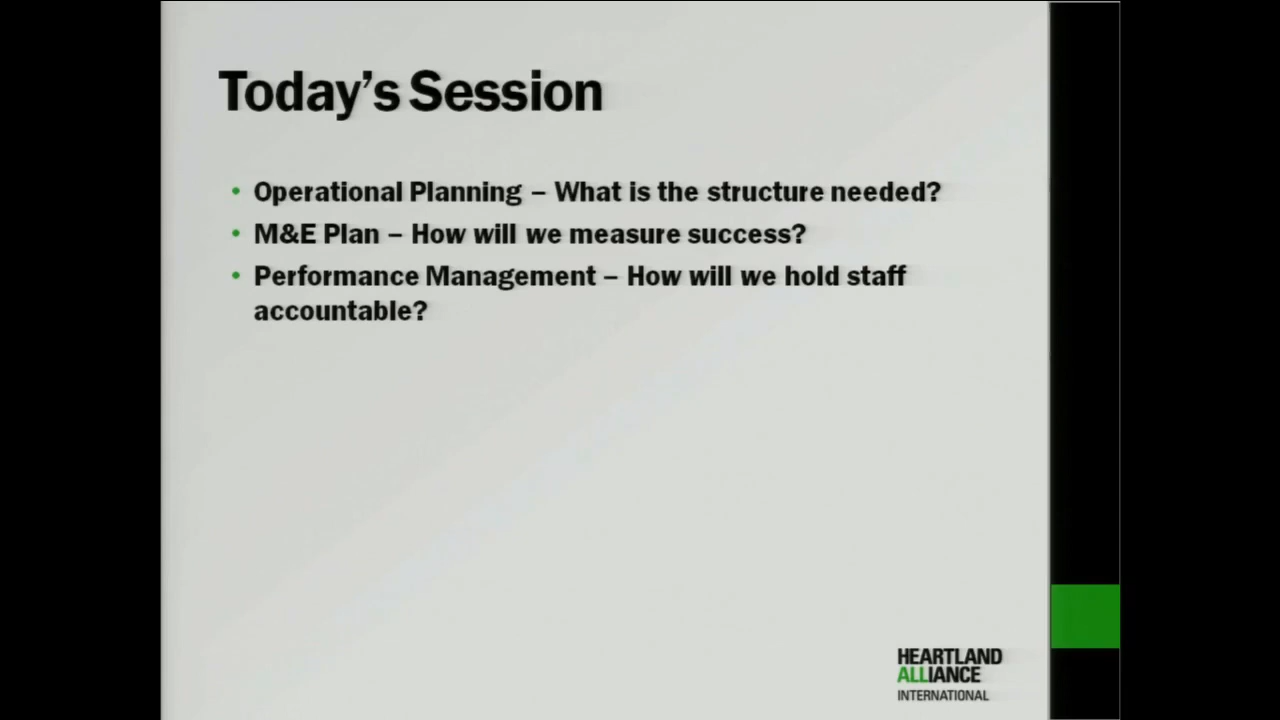 Today's Session
• Operational Planning – What is the structure needed?
• M&E Plan – How will we measure success?
• Performance Management – How will we hold staff
accountable?
HEARTLAND
ALLIANCE
INTERNATIONAL